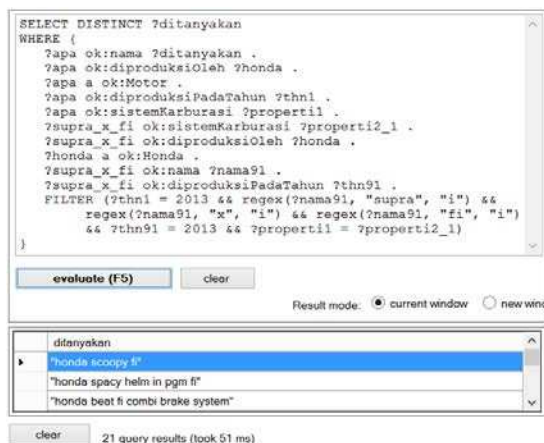 SELECT DISTINCT ?ditanyakan
WHERE {
?apa ok:nama ?ditanyakan .
?apa ok:diproduksiOleh ?honda .
?apa a ok:Motor .
?apa ok:diproduksiPadaTahun ?thn1 .
?apa ok:sistemKarburasi ?properti1 .
?supra_x_fi ok:sistemKarburasi ?properti2_1 .
?supra_x_fi ok:diproduksiOleh ?honda .
?honda a ok:Honda .
?supra_x_fi ok:nama ?nama91 .
?supra_x_fi ok:diproduksiPadaTahun ?thn91 .
FILTER (?thn1 = 2013 && regex(?nama91, "supra", "i") &&
regex(?nama91, "x", "i") && regex(?nama91, "fi", "i")
&& ?thn91 = 2013 && ?properti1 = ?properti2_1)
}
evaluate (F5) clear
Result mode: current window new wind
ditanyakan
"honda scoopy fi"
"honda spacy helm in pgm fi"
"honda beat fi combi brake system"
clear 21 query results (took 51 ms)